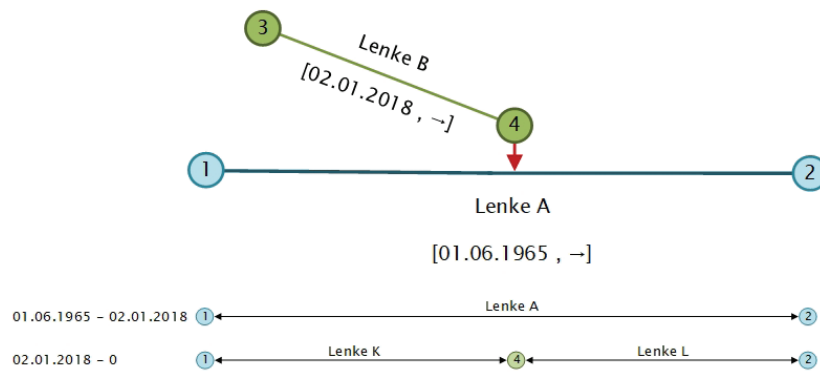 3
Lenke B
[02.01.2018 , →]
4
1
2
Lenke A
[01.06.1965 , →]
01.06.1965 – 02.01.2018 1 Lenke A 2
02.01.2018 – 0 1 Lenke K 4 Lenke L 2